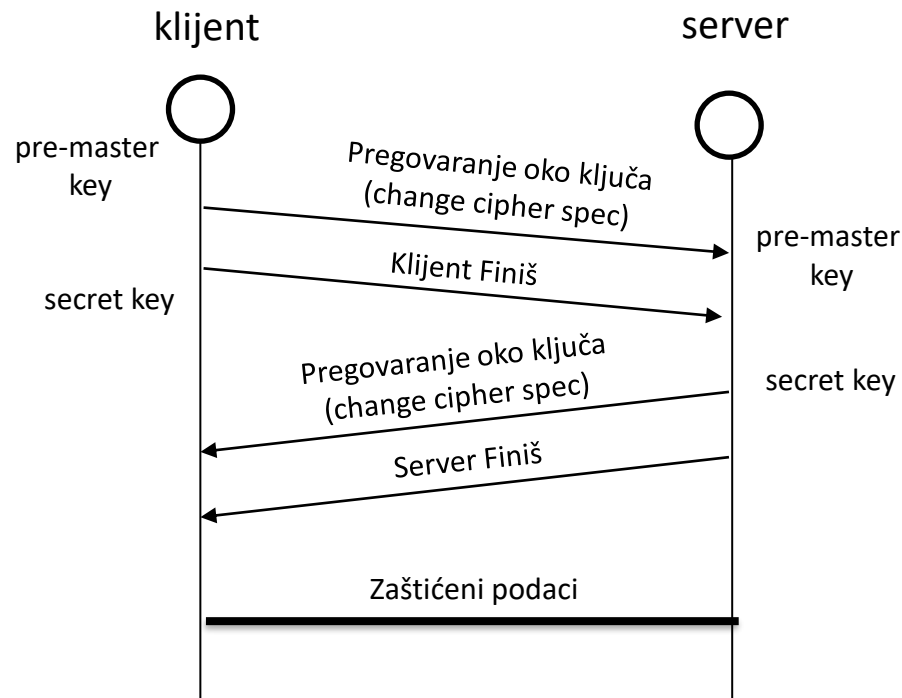 klijent
server
pre-master
key
Pregovaranje oko ključa
(change cipher spec)
pre-master
key
Klijent Finiš
secret key
Pregovaranje oko ključa
(change cipher spec)
secret key
Server Finiš
Zaštićeni podaci